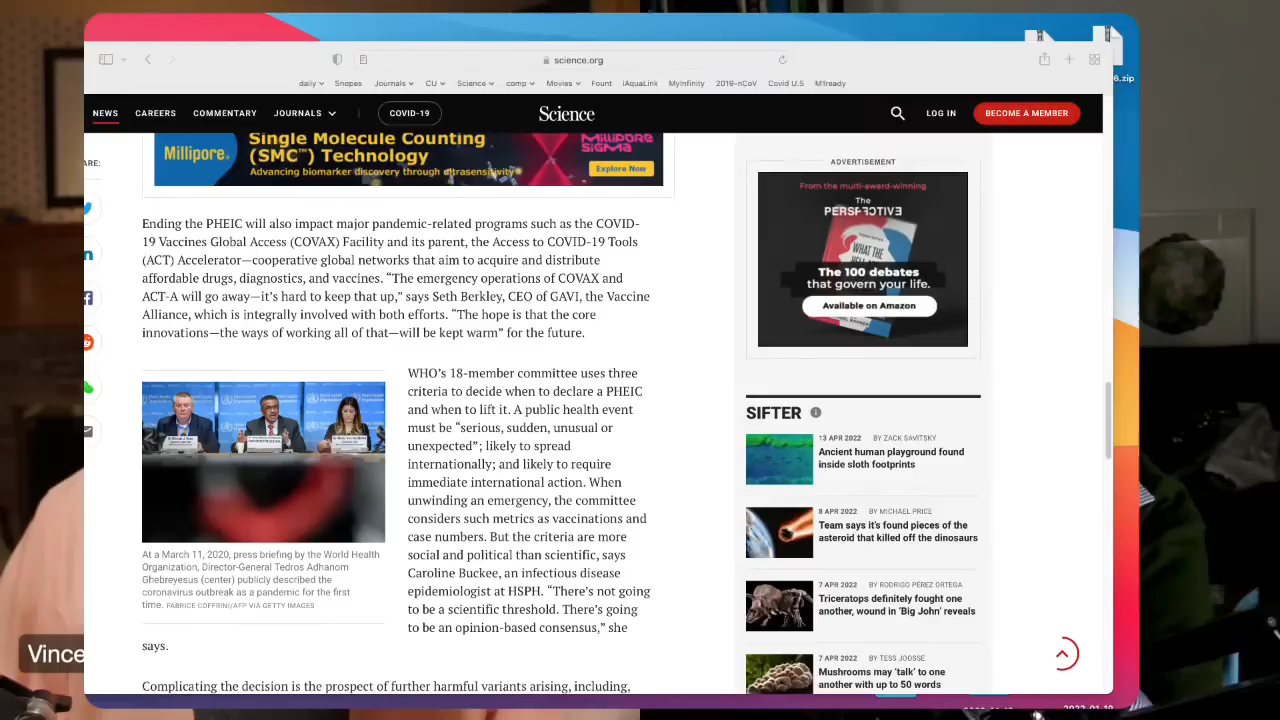 6.zip
science.org
daily
Snopes
Journals
CU
Science
comp
Movies
Fount
iAquaLink
MyInfinity
2019-nCoV
Covid U.S
M1ready
NEWS
CAREERS
COMMENTARY
JOURNALS
COVID-19
Science
LOG IN
BECOME A MEMBER
ARE:
Millipore.
Single Molecule Counting
(SMC™) Technology
Advancing biomarker discovery through ultrasensitivity
MILLIPORE
SIGMA
Explore Now
Ending the PHEIC will also impact major pandemic-related programs such as the COVID-
19 Vaccines Global Access (COVAX) Facility and its parent, the Access to COVID-19 Tools
(ACT) Accelerator—cooperative global networks that aim to acquire and distribute
affordable drugs, diagnostics, and vaccines. “The emergency operations of COVAX and
ACT-A will go away—it’s hard to keep that up,” says Seth Berkley, CEO of GAVI, the Vaccine
Alliance, which is integrally involved with both efforts. “The hope is that the core
innovations—the ways of working all of that—will be kept warm” for the future.
WHO’s 18-member committee uses three
criteria to decide when to declare a PHEIC
and when to lift it. A public health event
must be “serious, sudden, unusual or
unexpected”; likely to spread
internationally; and likely to require
immediate international action. When
unwinding an emergency, the committee
considers such metrics as vaccinations and
case numbers. But the criteria are more
social and political than scientific, says
Caroline Buckee, an infectious disease
epidemiologist at HSPH. “There’s not going
to be a scientific threshold. There’s going
to be an opinion-based consensus,” she
says.
At a March 11, 2020, press briefing by the World Health
Organization, Director-General Tedros Adhanom
Ghebreyesus (center) publicly described the
coronavirus outbreak as a pandemic for the first
time. FABRICE COFFRINI/AFP VIA GETTY IMAGES
Complicating the decision is the prospect of further harmful variants arising, including,
ADVERTISEMENT
From the multi-award-winning
The
PERSPECTIVE
WHAT THE
The 100 debates
that govern your life.
Available on Amazon
SIFTER
13 APR 2022 BY ZACK SAVITSKY
Ancient human playground found
inside sloth footprints
8 APR 2022 BY MICHAEL PRICE
Team says it’s found pieces of the
asteroid that killed off the dinosaurs
7 APR 2022 BY RODRIGO PÉREZ ORTEGA
Triceratops definitely fought one
another, wound in ‘Big John’ reveals
7 APR 2022 BY TESS JOOSSE
Mushrooms may ‘talk’ to one
another with up to 50 words
Vince